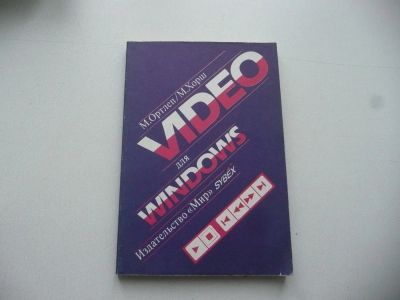 М.Ортлеп/М.Хорш
VIDEO
для
WINDOWS
Издательство «Мир» SYBEX